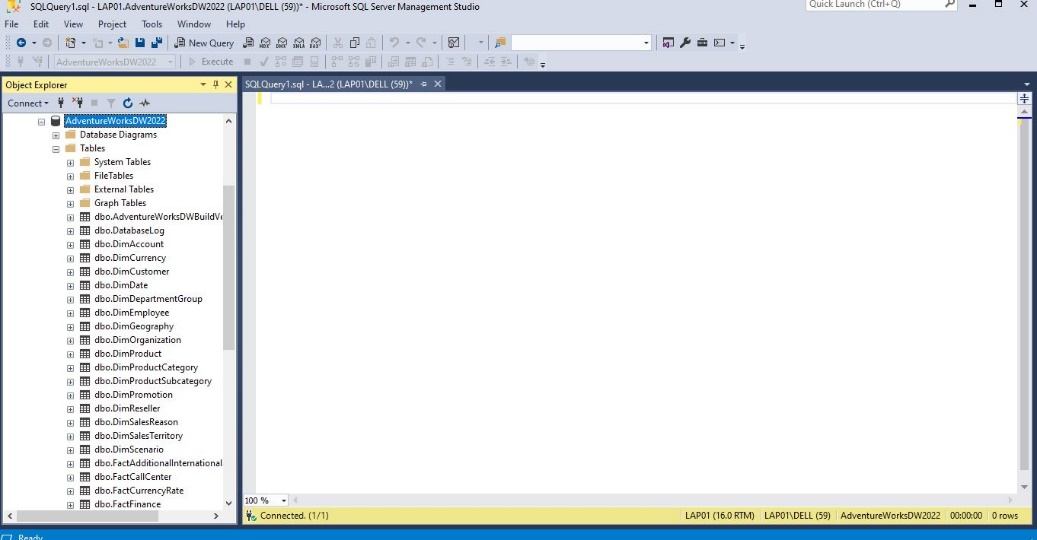 SQLQuery1.sql - LAP01.AdventureWorksDW2022 (LAP01\DELL (59))* - Microsoft SQL Server Management Studio
Quick Launch (Ctrl+Q)
File Edit View Project Tools Window Help
New Query
AdventureWorksDW2022
Execute
Object Explorer
SQLQuery1.sql - LA...2 (LAP01\DELL (59))*
Connect
AdventureWorksDW2022
Database Diagrams
Tables
System Tables
FileTables
External Tables
Graph Tables
dbo.AdventureWorksDWBuildVe
dbo.DatabaseLog
dbo.DimAccount
dbo.DimCurrency
dbo.DimCustomer
dbo.DimDate
dbo.DimDepartmentGroup
dbo.DimEmployee
dbo.DimGeography
dbo.DimOrganization
dbo.DimProduct
dbo.DimProductCategory
dbo.DimProductSubcategory
dbo.DimPromotion
dbo.DimReseller
dbo.DimSalesReason
dbo.DimSalesTerritory
dbo.DimScenario
dbo.FactAdditionalInternational
dbo.FactCallCenter
dbo.FactCurrencyRate
dbo.FactFinance
100 %
Connected. (1/1)
LAP01 (16.0 RTM) LAP01\DELL (59) AdventureWorksDW2022 00:00:00 0 rows
Ready